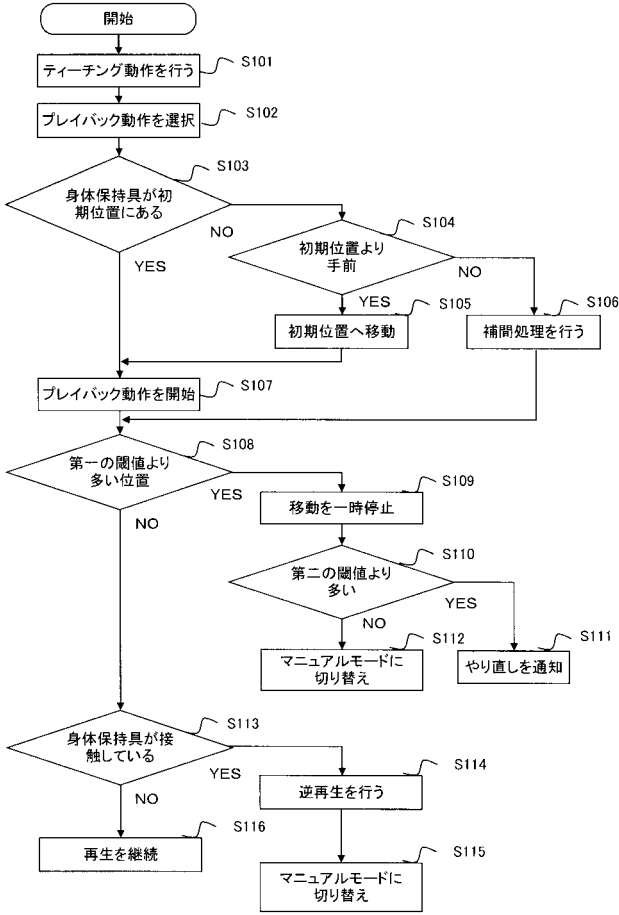 開始
ティーチング動作を行う
S101
プレイバック動作を選択
S102
S103
身体保持具が初
期位置にある
NO
YES
S104
初期位置より
手前
NO
YES
S105
初期位置へ移動
S106
補間処理を行う
プレイバック動作を開始
S107
S108
第一の閾値より
多い位置
YES
NO
S109
移動を一時停止
S110
第二の閾値より
多い
YES
NO
S112
マニュアルモードに
切り替え
S111
やり直しを通知
S113
身体保持具が接
触している
YES
NO
S114
逆再生を行う
S116
再生を継続
S115
マニュアルモードに
切り替え